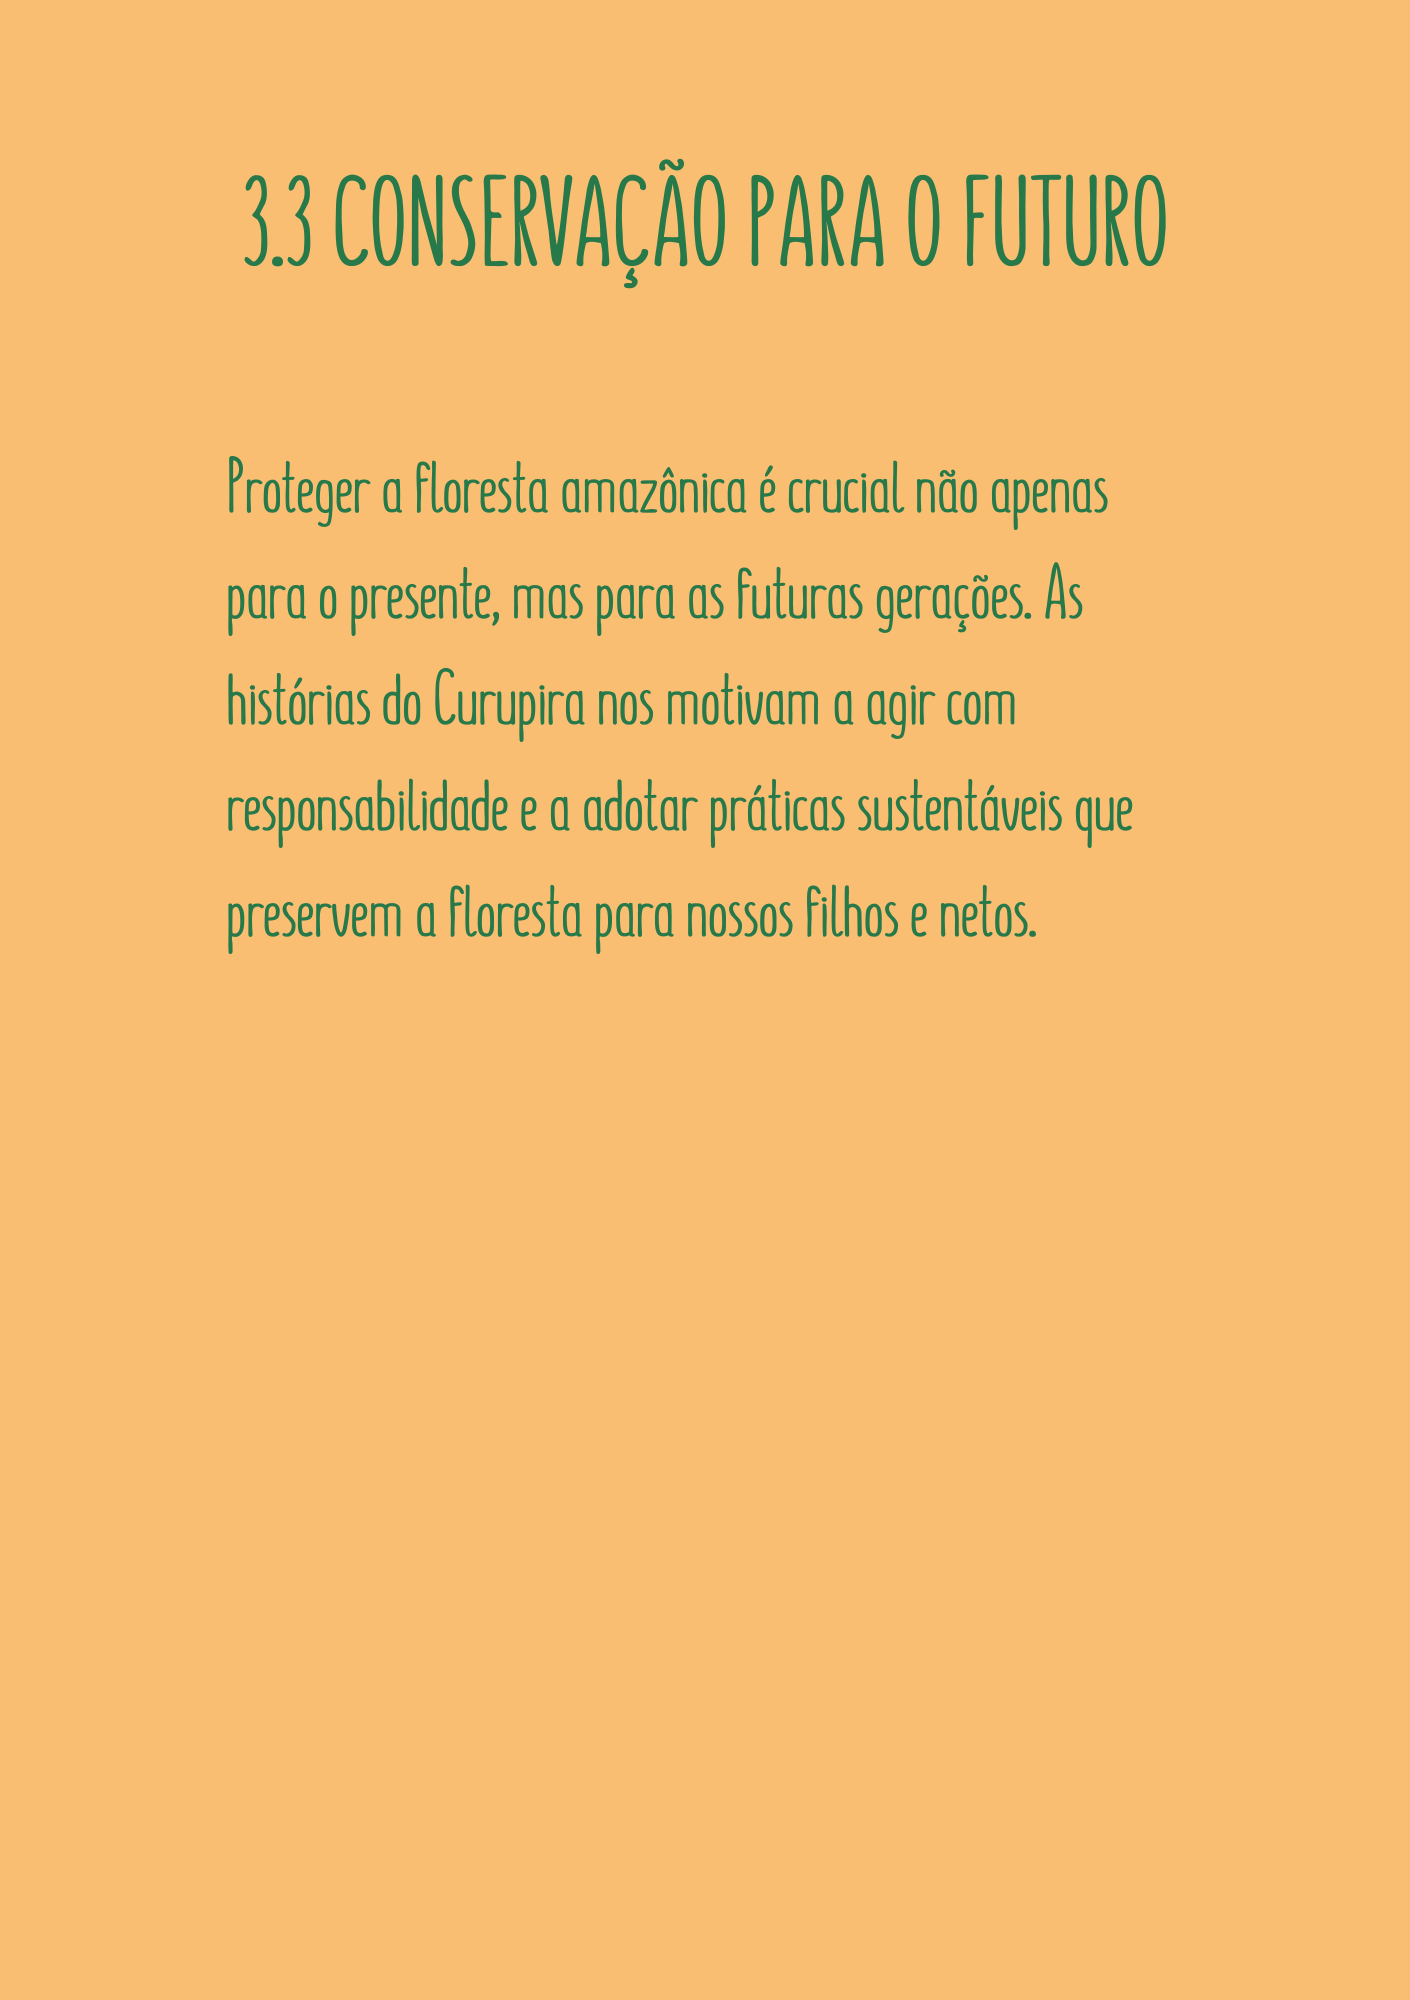 3.3 CONSERVAÇÃO PARA O FUTURO
Proteger a floresta amazônica é crucial não apenas
para o presente, mas para as futuras gerações. As
histórias do Curupira nos motivam a agir com
responsabilidade e a adotar práticas sustentáveis que
preservem a floresta para nossos filhos e netos.